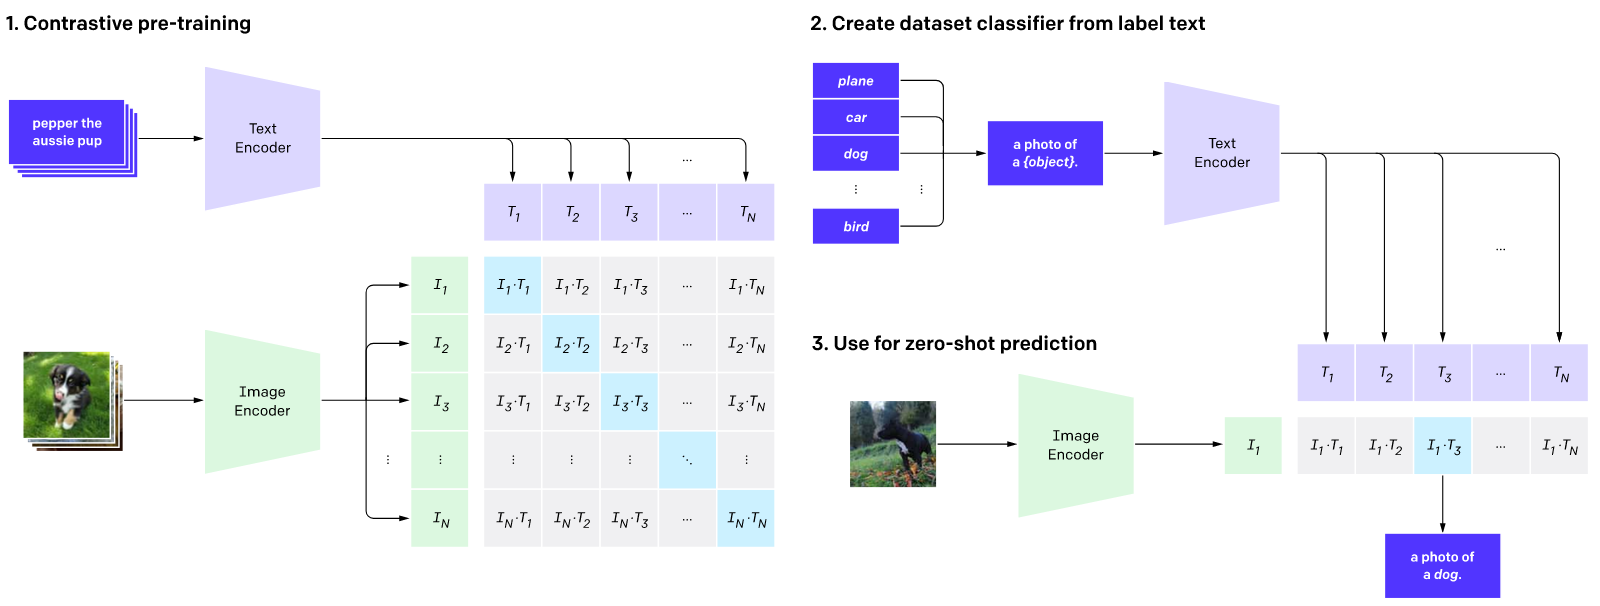 1. Contrastive pre-training
pepper the
aussie pup
Text
Encoder
...
T1 T2 T3 ... TN
Image
Encoder
I1 I1·T1 I1·T2 I1·T3 ... I1·TN
I2 I2·T1 I2·T2 I2·T3 ... I2·TN
I3 I3·T1 I3·T2 I3·T3 ... I3·TN
⋮ ⋮ ⋮ ⋮ ⋮ ⋱ ⋮
IN IN·T1 IN·T2 IN·T3 ... IN·TN
2. Create dataset classifier from label text
plane
car
dog
⋮ ⋮
bird
a photo of
a {object}.
Text
Encoder
...
T1 T2 T3 ... TN
3. Use for zero-shot prediction
Image
Encoder
I1 I1·T1 I1·T2 I1·T3 ... I1·TN
a photo of
a dog.